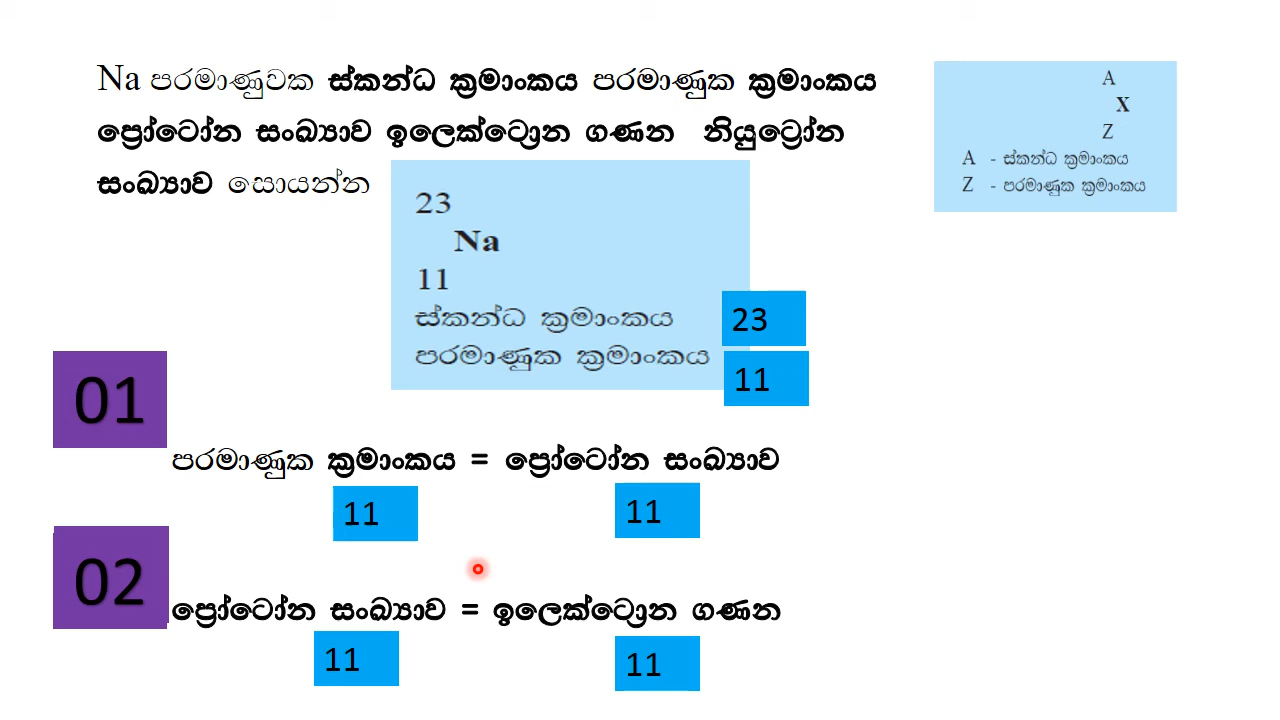 Na පරමාණුවක ස්කන්ධ ක්‍රමාංකය පරමාණුක ක්‍රමාංකය
ප්‍රෝටෝන සංඛ්‍යාව ඉලෙක්ට්‍රොන ගණන නියුට්‍රෝන
සංඛ්‍යාව සොයන්න
A
X
Z
A - ස්කන්ධ ක්‍රමාංකය
Z - පරමාණුක ක්‍රමාංකය
23
Na
11
ස්කන්ධ ක්‍රමාංකය 23
පරමාණුක ක්‍රමාංකය 11
01
පරමාණුක ක්‍රමාංකය = ප්‍රෝටෝන සංඛ්‍යාව
11 11
02
ප්‍රෝටෝන සංඛ්‍යාව = ඉලෙක්ට්‍රොන ගණන
11 11